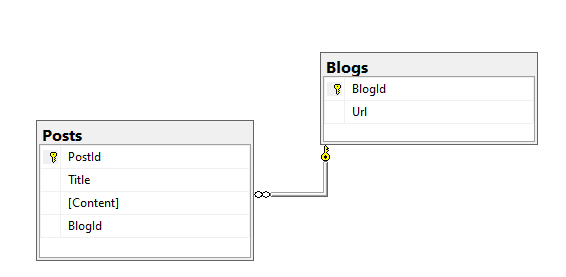 Blogs
BlogId
Url
Posts
PostId
Title
[Content]
BlogId